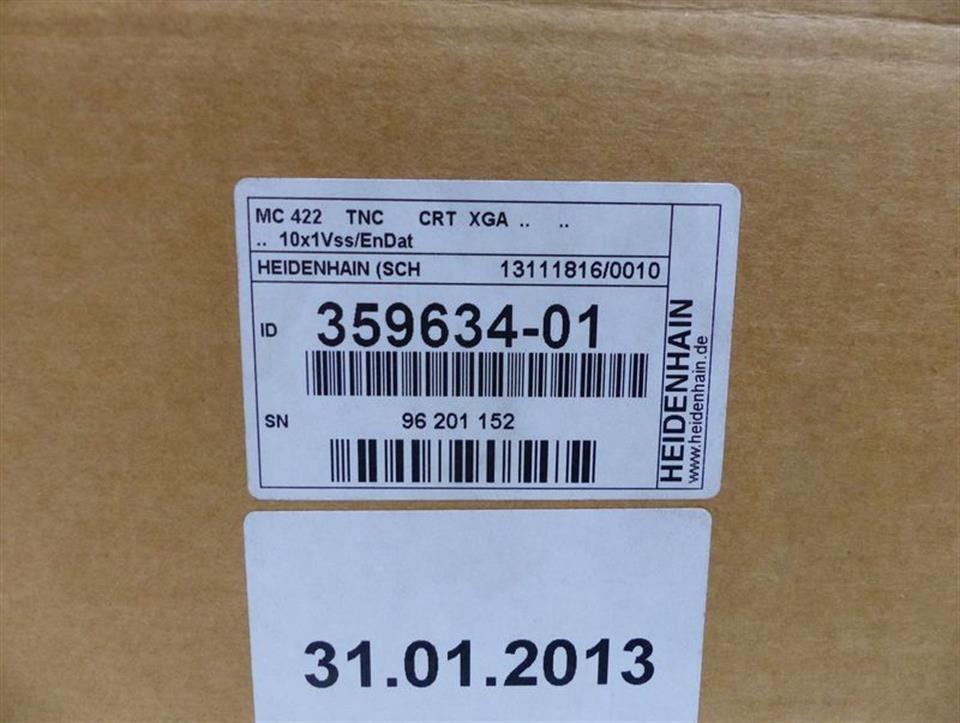 MC 422 TNC CRT XGA .. ..
.. 10x1Vss/EnDat
HEIDENHAIN (SCH 13111816/0010
ID 359634-01
SN 96 201 152
HEIDENHAIN
www.heidenhain.de
31.01.2013